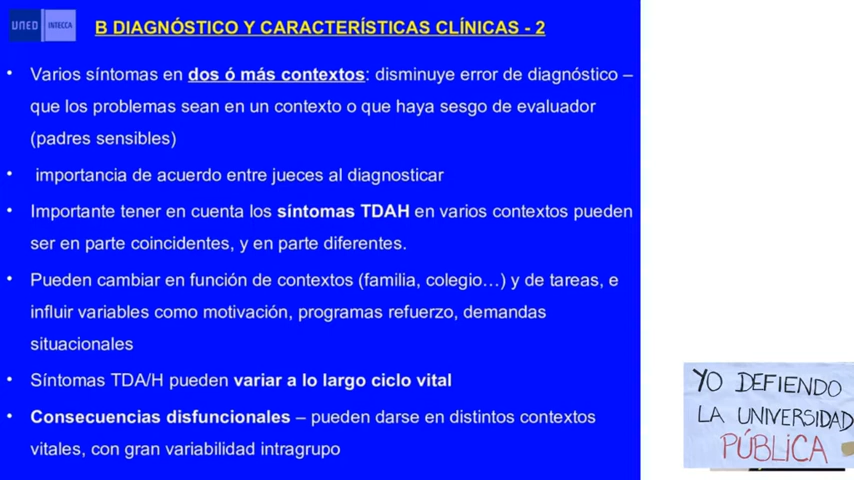 UNED INTECCA
B DIAGNÓSTICO Y CARACTERÍSTICAS CLÍNICAS - 2
• Varios síntomas en dos ó más contextos: disminuye error de diagnóstico –
que los problemas sean en un contexto o que haya sesgo de evaluador
(padres sensibles)
• importancia de acuerdo entre jueces al diagnosticar
• Importante tener en cuenta los síntomas TDAH en varios contextos pueden
ser en parte coincidentes, y en parte diferentes.
• Pueden cambiar en función de contextos (familia, colegio…) y de tareas, e
influir variables como motivación, programas refuerzo, demandas
situacionales
• Síntomas TDA/H pueden variar a lo largo ciclo vital
• Consecuencias disfuncionales – pueden darse en distintos contextos
vitales, con gran variabilidad intragrupo
YO DEFIENDO
LA UNIVERSIDAD
PÚBLICA